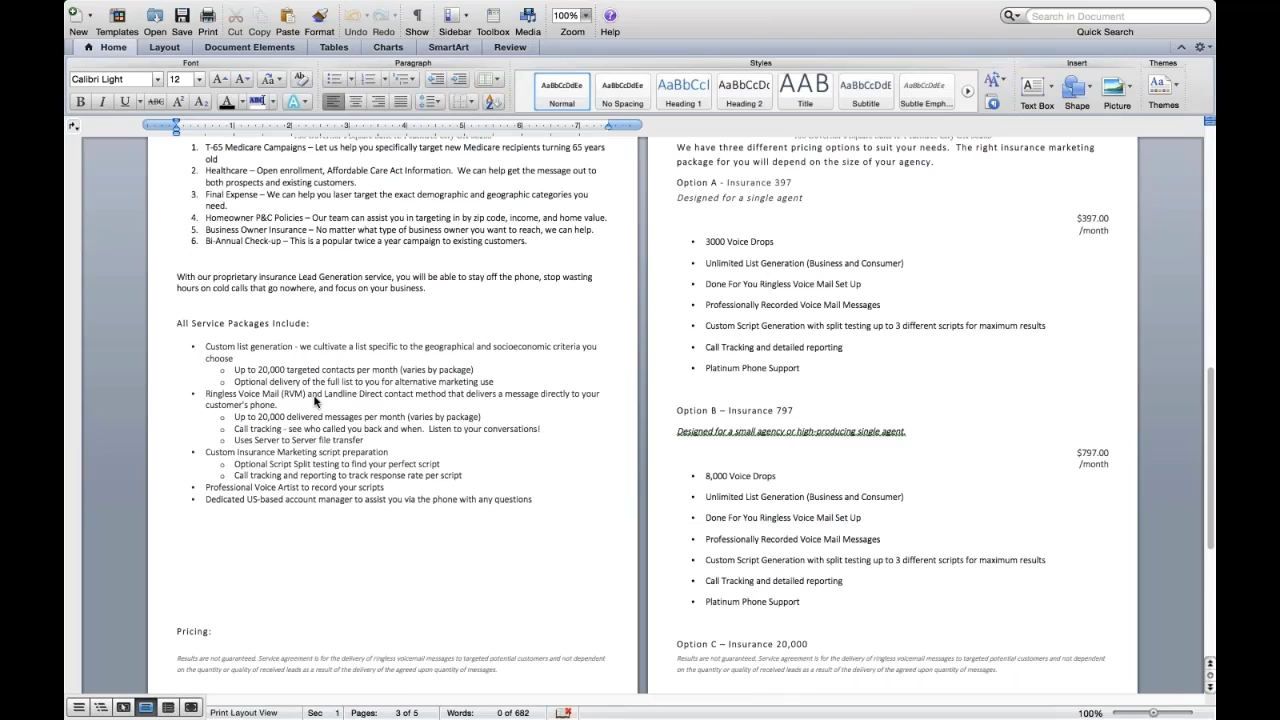 Search in Document
New Templates Open Save Print Cut Copy Paste Format Undo Redo Show Sidebar Toolbox Media Zoom Help Quick Search
100%
Home Layout Document Elements Tables Charts SmartArt Review
Font Paragraph Styles Insert Themes
Calibri Light 12
B I U ABC A² A₂ ABC A
AaBbCcDdEe AaBbCcDdEe AaBbCcI AaBbCcDc AAB AaBbCcDdEe AaBbCcDdEe
Normal No Spacing Heading 1 Heading 2 Title Subtitle Subtle Emph...
Text Box Shape Picture Themes
1 2 3 4 5 6 7
1. T-65 Medicare Campaigns – Let us help you specifically target new Medicare recipients turning 65 years
old
2. Healthcare – Open enrollment, Affordable Care Act Information. We can help get the message out to
both prospects and existing customers.
3. Final Expense – We can help you laser target the exact demographic and geographic categories you
need.
4. Homeowner P&C Policies – Our team can assist you in targeting in by zip code, income, and home value.
5. Business Owner Insurance – No matter what type of business owner you want to reach, we can help.
6. Bi-Annual Check-up – This is a popular twice a year campaign to existing customers.
With our proprietary insurance Lead Generation service, you will be able to stay off the phone, stop wasting
hours on cold calls that go nowhere, and focus on your business.
All Service Packages Include:
• Custom list generation - we cultivate a list specific to the geographical and socioeconomic criteria you
choose
o Up to 20,000 targeted contacts per month (varies by package)
o Optional delivery of the full list to you for alternative marketing use
• Ringless Voice Mail (RVM) and Landline Direct contact method that delivers a message directly to your
customer's phone.
o Up to 20,000 delivered messages per month (varies by package)
o Call tracking - see who called you back and when. Listen to your conversations!
o Uses Server to Server file transfer
• Custom Insurance Marketing script preparation
o Optional Script Split testing to find your perfect script
o Call tracking and reporting to track response rate per script
• Professional Voice Artist to record your scripts
• Dedicated US-based account manager to assist you via the phone with any questions
Pricing:
Results are not guaranteed. Service agreement is for the delivery of ringless voicemail messages to targeted potential customers and not dependent
on the quantity or quality of received leads as a result of the delivery of the agreed upon quantity of messages.
We have three different pricing options to suit your needs. The right insurance marketing
package for you will depend on the size of your agency.
Option A - Insurance 397
Designed for a single agent
$397.00
/month
• 3000 Voice Drops
• Unlimited List Generation (Business and Consumer)
• Done For You Ringless Voice Mail Set Up
• Professionally Recorded Voice Mail Messages
• Custom Script Generation with split testing up to 3 different scripts for maximum results
• Call Tracking and detailed reporting
• Platinum Phone Support
Option B – Insurance 797
Designed for a small agency or high-producing single agent.
$797.00
/month
• 8,000 Voice Drops
• Unlimited List Generation (Business and Consumer)
• Done For You Ringless Voice Mail Set Up
• Professionally Recorded Voice Mail Messages
• Custom Script Generation with split testing up to 3 different scripts for maximum results
• Call Tracking and detailed reporting
• Platinum Phone Support
Option C – Insurance 20,000
Results are not guaranteed. Service agreement is for the delivery of ringless voicemail messages to targeted potential customers and not dependent
on the quantity or quality of received leads as a result of the delivery of the agreed upon quantity of messages.
Print Layout View Sec 1 Pages: 3 of 5 Words: 0 of 682 100%